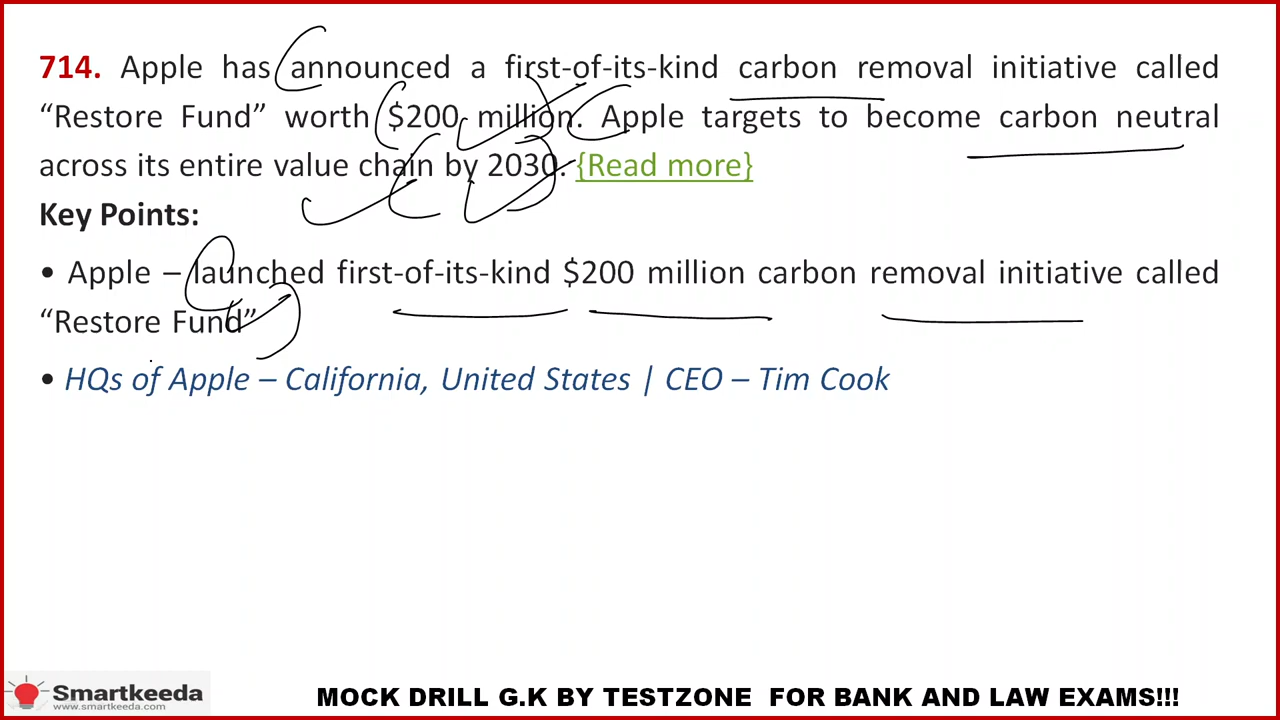 714. Apple has announced a first-of-its-kind carbon removal initiative called
“Restore Fund” worth $200 million. Apple targets to become carbon neutral
across its entire value chain by 2030. {Read more}
Key Points:
• Apple – launched first-of-its-kind $200 million carbon removal initiative called
“Restore Fund”
• HQs of Apple – California, United States | CEO – Tim Cook
Smartkeeda
www.smartkeeda.com
MOCK DRILL G.K BY TESTZONE FOR BANK AND LAW EXAMS!!!